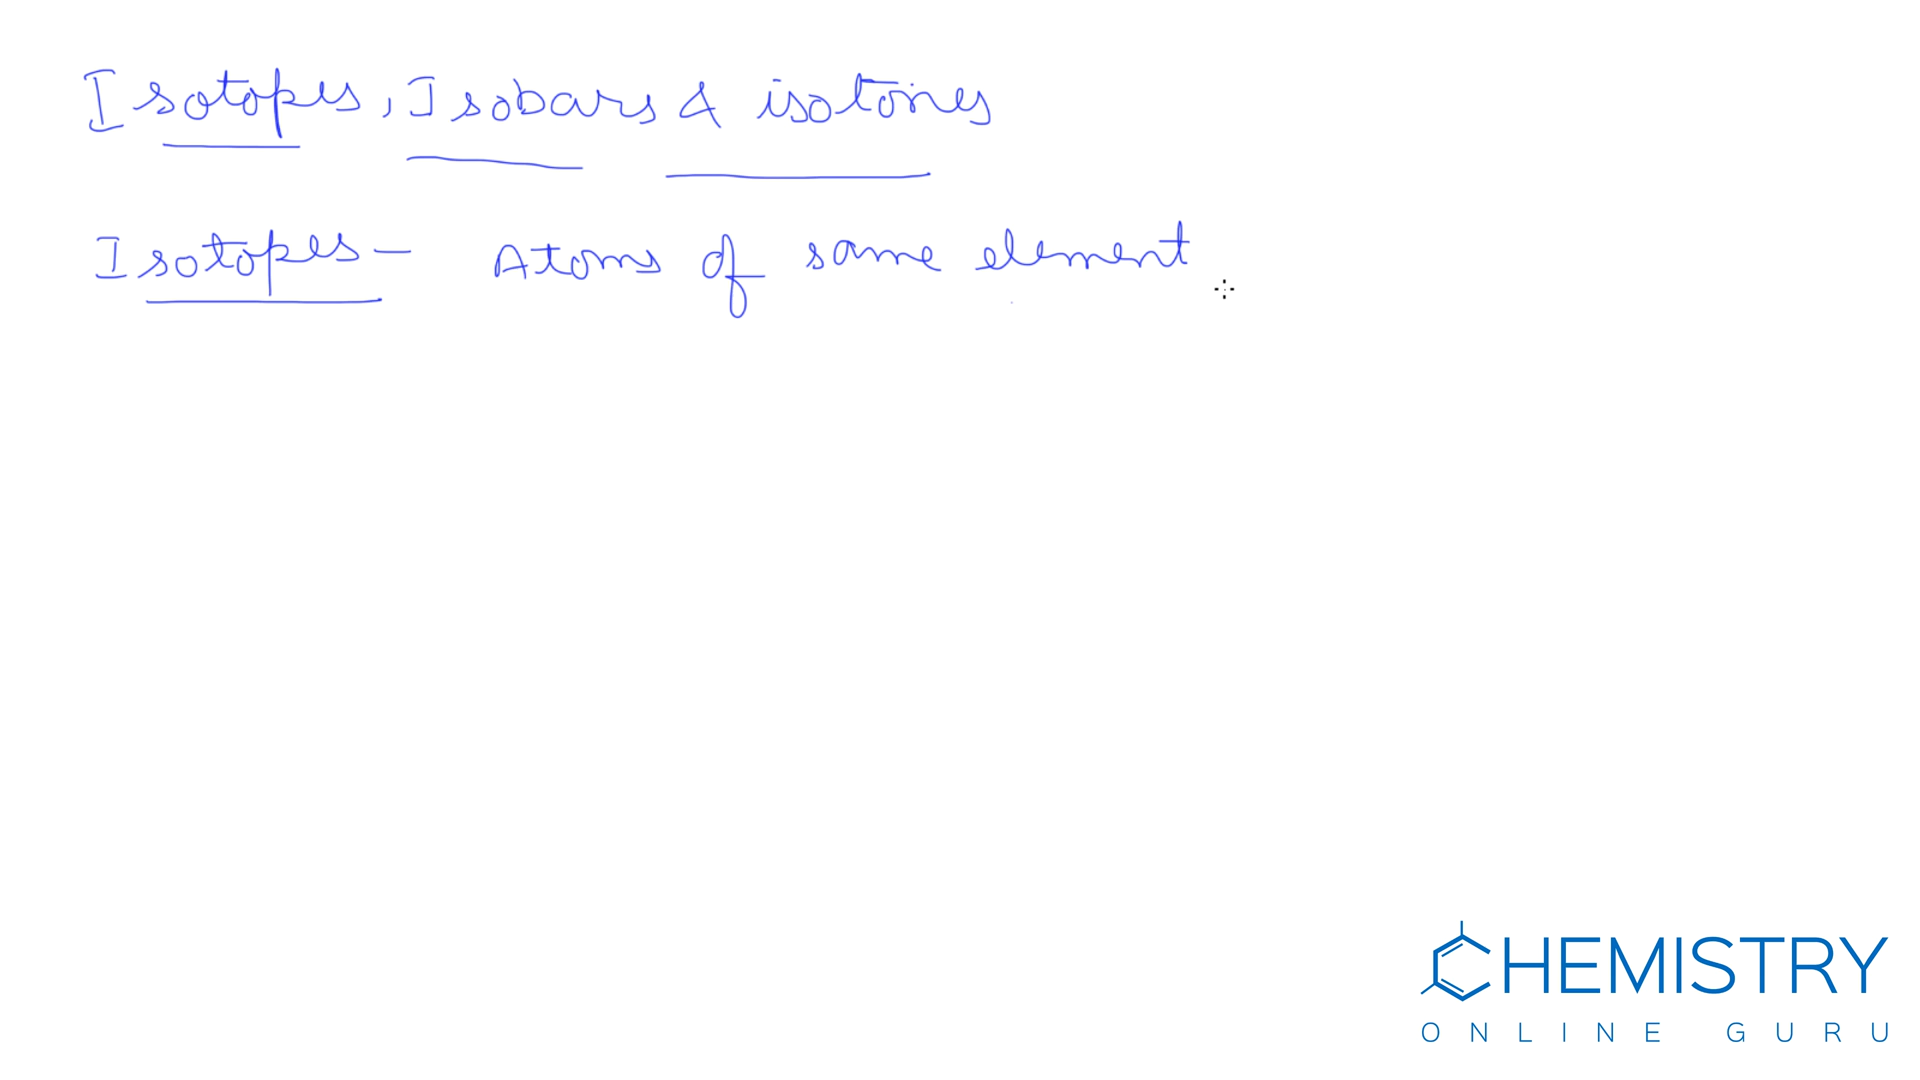 Isotopes, Isobars & isotones
Isotopes - Atoms of same element
CHEMISTRY
ONLINE GURU